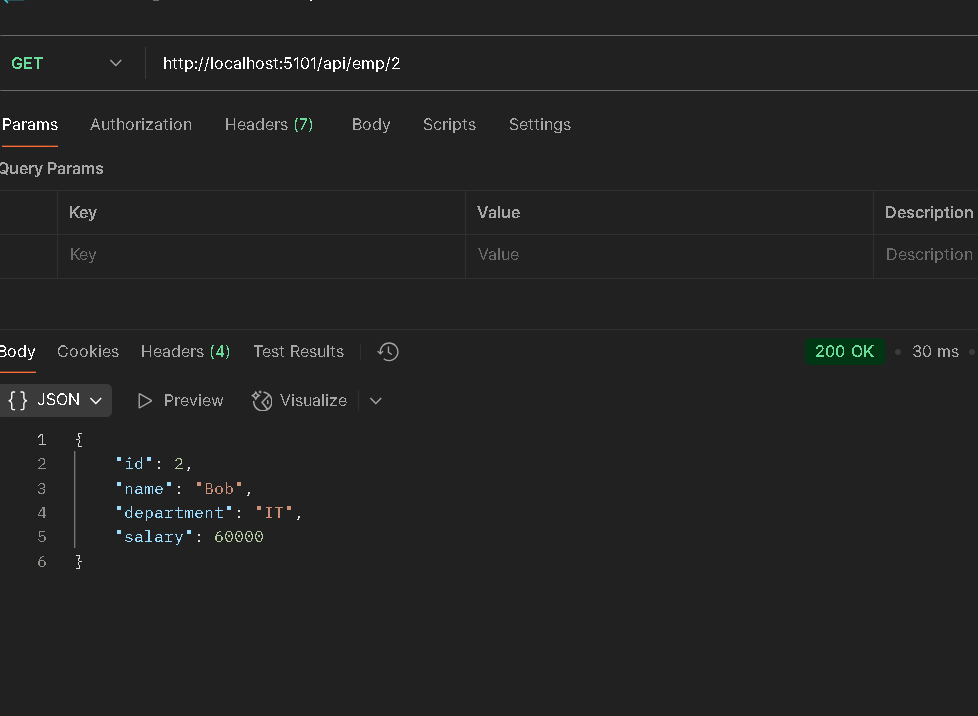 GET http://localhost:5101/api/emp/2
Params Authorization Headers (7) Body Scripts Settings
Query Params
Key Value Description
Key Value Description
Body Cookies Headers (4) Test Results 200 OK • 30 ms •
{} JSON Preview Visualize
1 {
2 "id": 2,
3 "name": "Bob",
4 "department": "IT",
5 "salary": 60000
6 }